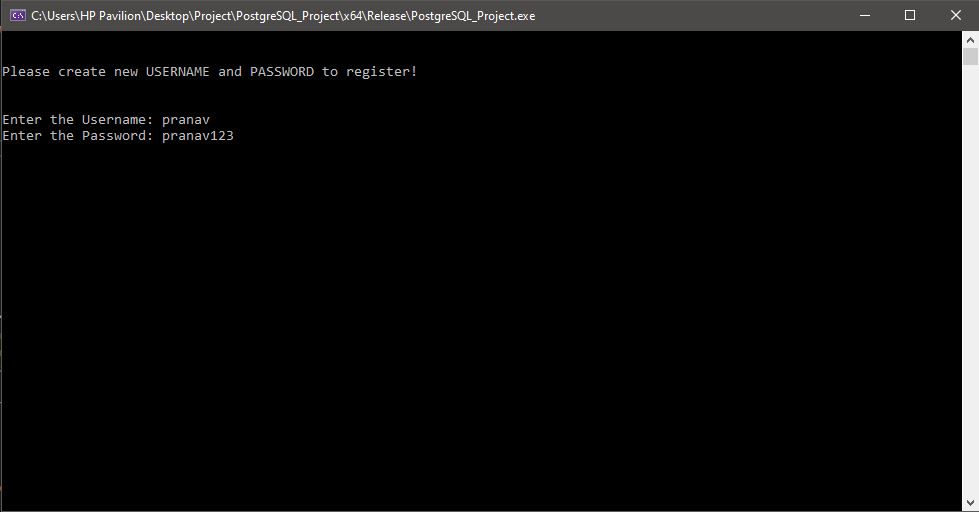 C:\Users\HP Pavilion\Desktop\Project\PostgreSQL_Project\x64\Release\PostgreSQL_Project.exe
Please create new USERNAME and PASSWORD to register!
Enter the Username: pranav
Enter the Password: pranav123